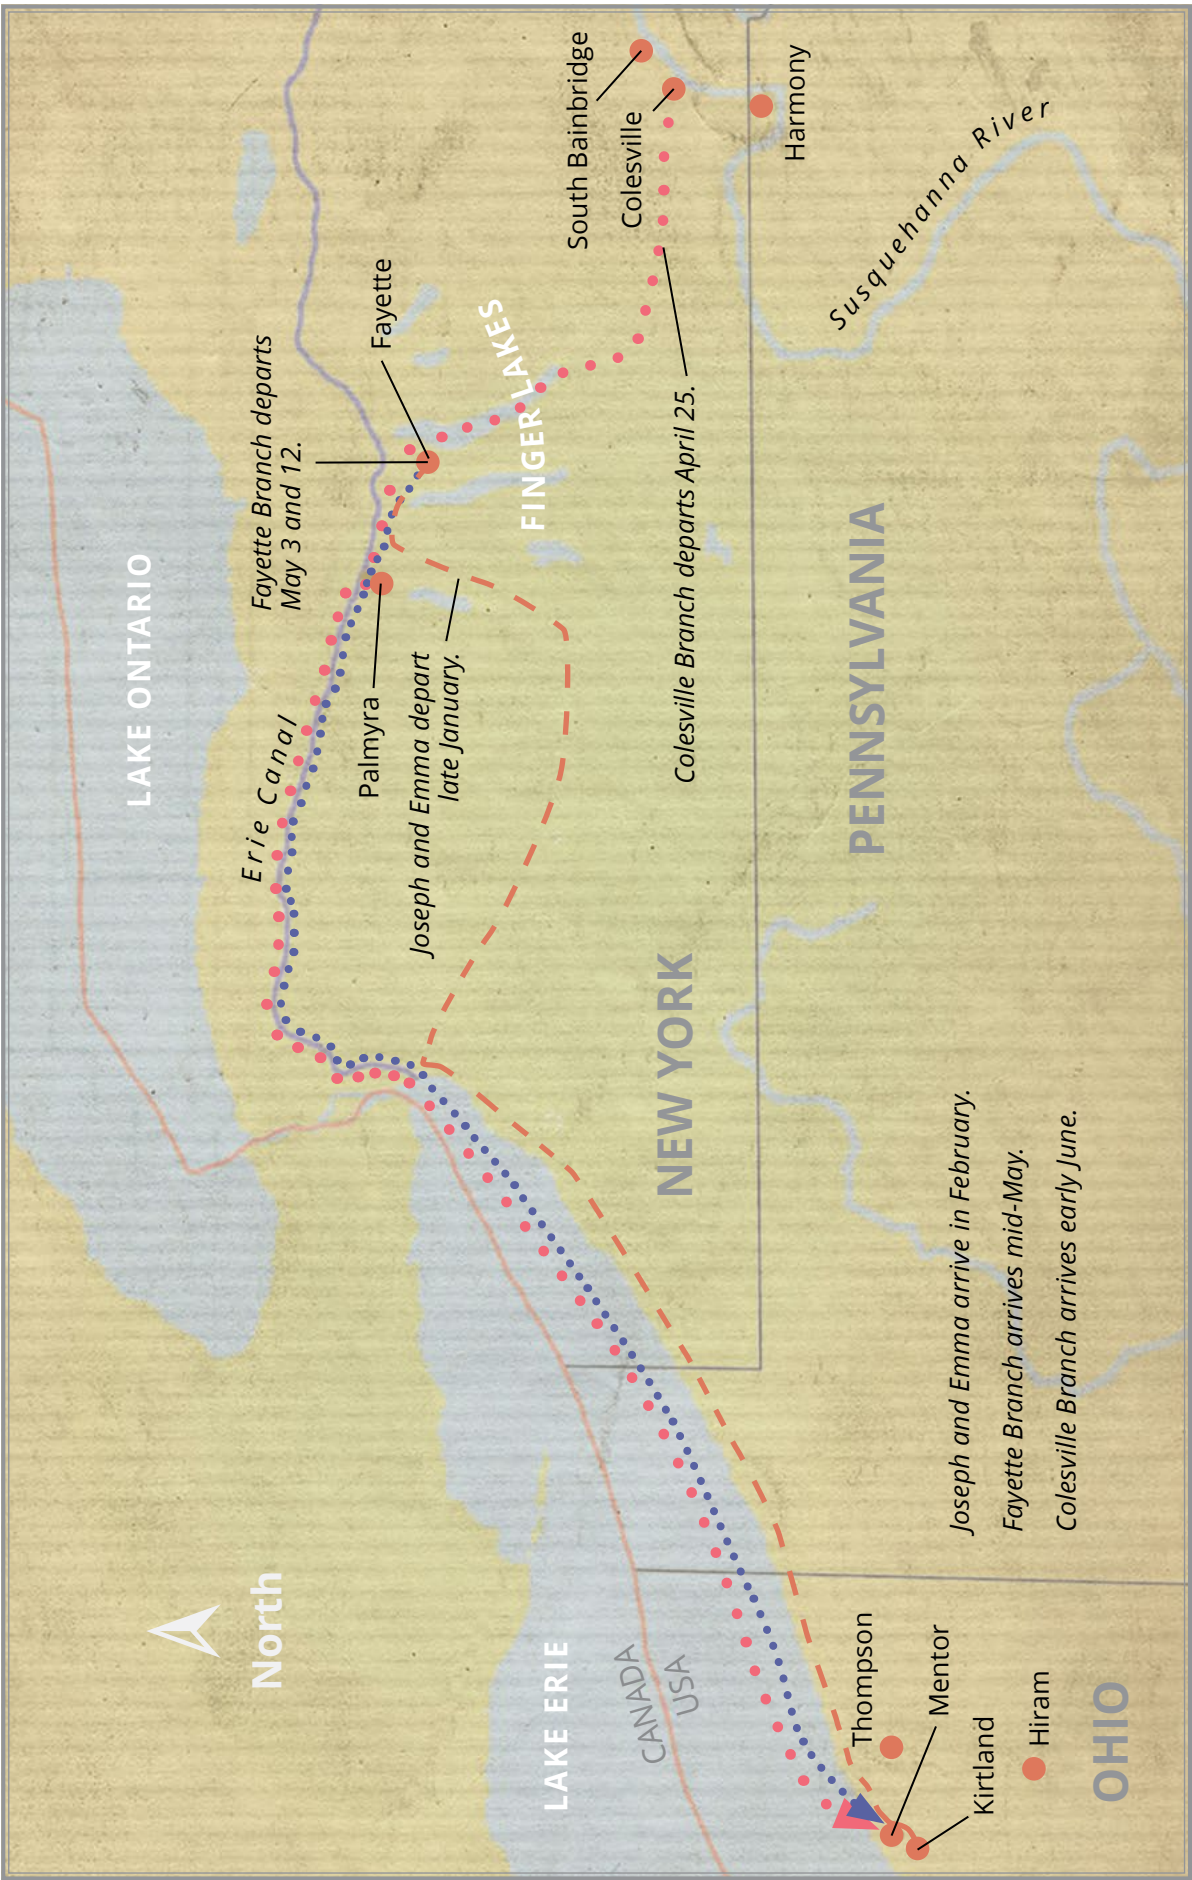 North
LAKE ONTARIO
Erie Canal
Fayette Branch departs
May 3 and 12.
Fayette
Palmyra
Joseph and Emma depart
late January.
FINGER LAKES
South Bainbridge
Colesville
Harmony
Colesville Branch departs April 25.
Susquehanna River
LAKE ERIE
CANADA
USA
NEW YORK
PENNSYLVANIA
Thompson
Mentor
Kirtland
Hiram
OHIO
Joseph and Emma arrive in February.
Fayette Branch arrives mid-May.
Colesville Branch arrives early June.